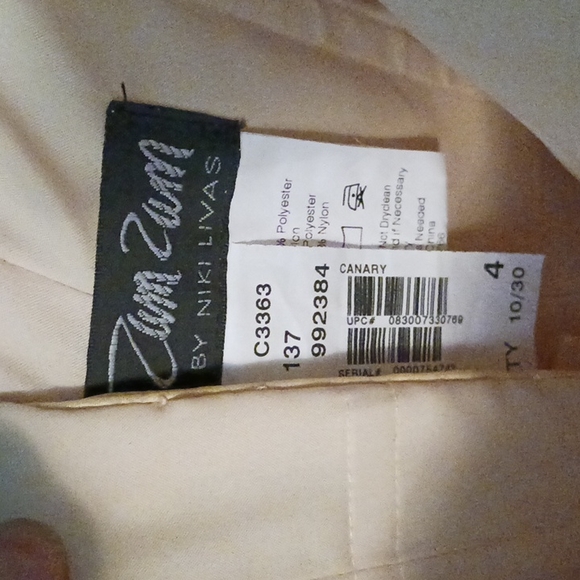 Zum Zum
BY NIKI LIVAS
% Polyester
Polyester
% Nylon
Not Dryclean
if Necessary
Needed
C3363
137
992384
CANARY
UPC# 083007330769
SERIAL#
4
TY 10/30